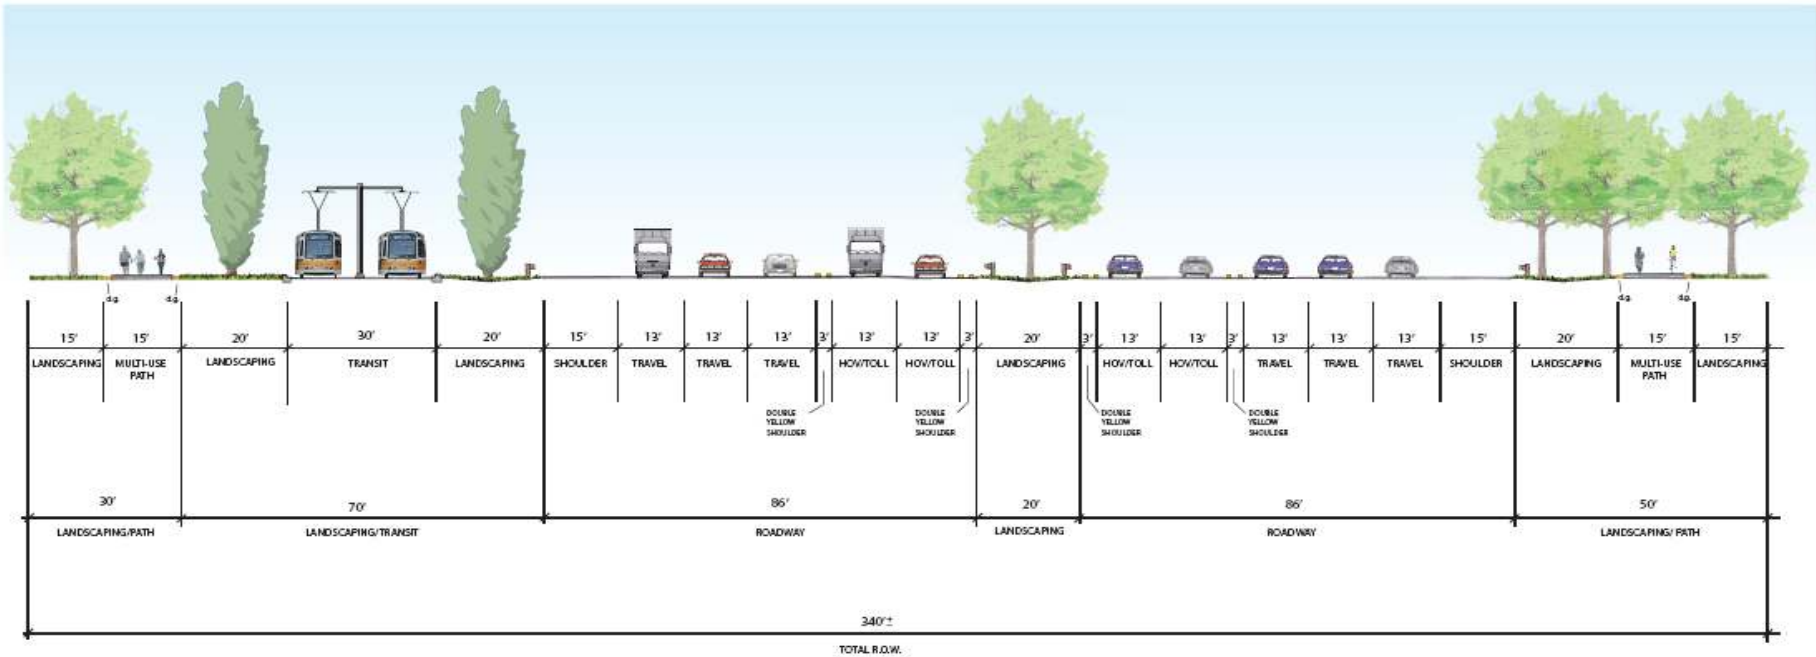 15' 15' 20' 30' 20' 15' 13' 13' 13' 3' 13' 13' 3' 20' 3' 13' 13' 3' 13' 13' 13' 15' 20' 15' 15'
LANDSCAPING MULTI-USE LANDSCAPING TRANSIT LANDSCAPING SHOULDER TRAVEL TRAVEL TRAVEL HOV/TOLL HOV/TOLL LANDSCAPING HOV/TOLL HOV/TOLL TRAVEL TRAVEL TRAVEL SHOULDER LANDSCAPING MULTI-USE LANDSCAPING
PATH PATH
DOUBLE DOUBLE DOUBLE DOUBLE
YELLOW YELLOW YELLOW YELLOW
SHOULDER SHOULDER SHOULDER SHOULDER
30' 70' 86' 20' 86' 50'
LANDSCAPING/PATH LANDSCAPING/TRANSIT ROADWAY LANDSCAPING ROADWAY LANDSCAPING/ PATH
340'±
TOTAL R.O.W.